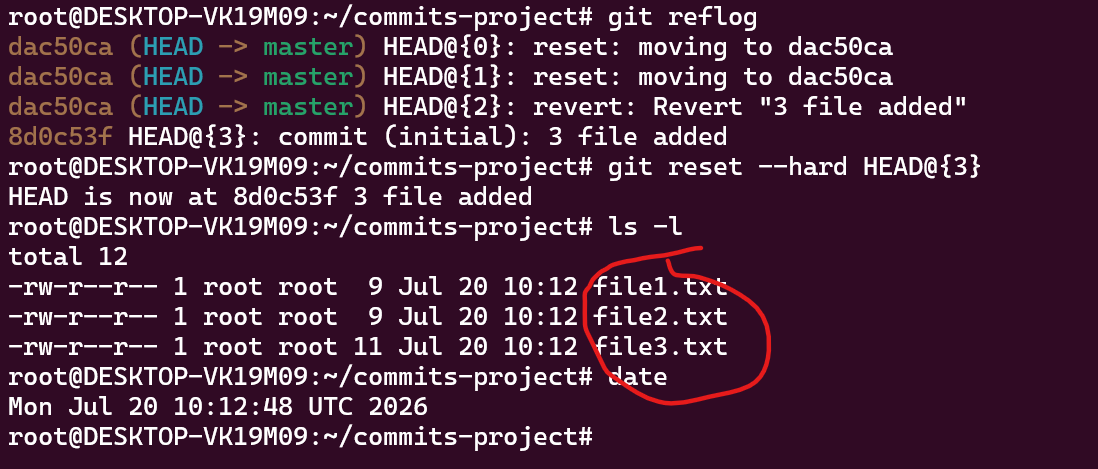 root@DESKTOP-VK19M09:~/commits-project# git reflog
dac50ca (HEAD -> master) HEAD@{0}: reset: moving to dac50ca
dac50ca (HEAD -> master) HEAD@{1}: reset: moving to dac50ca
dac50ca (HEAD -> master) HEAD@{2}: revert: Revert "3 file added"
8d0c53f HEAD@{3}: commit (initial): 3 file added
root@DESKTOP-VK19M09:~/commits-project# git reset --hard HEAD@{3}
HEAD is now at 8d0c53f 3 file added
root@DESKTOP-VK19M09:~/commits-project# ls -l
total 12
-rw-r--r-- 1 root root  9 Jul 20 10:12 file1.txt
-rw-r--r-- 1 root root  9 Jul 20 10:12 file2.txt
-rw-r--r-- 1 root root 11 Jul 20 10:12 file3.txt
root@DESKTOP-VK19M09:~/commits-project# date
Mon Jul 20 10:12:48 UTC 2026
root@DESKTOP-VK19M09:~/commits-project#